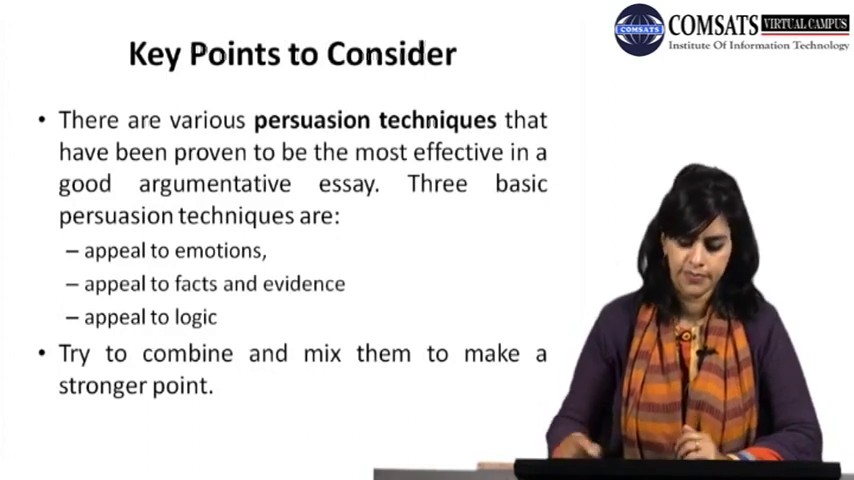 COMSATS VIRTUAL CAMPUS
COMSATS
Institute Of Information Technology
Key Points to Consider
• There are various persuasion techniques that
have been proven to be the most effective in a
good argumentative essay. Three basic
persuasion techniques are:
– appeal to emotions,
– appeal to facts and evidence
– appeal to logic
• Try to combine and mix them to make a
stronger point.